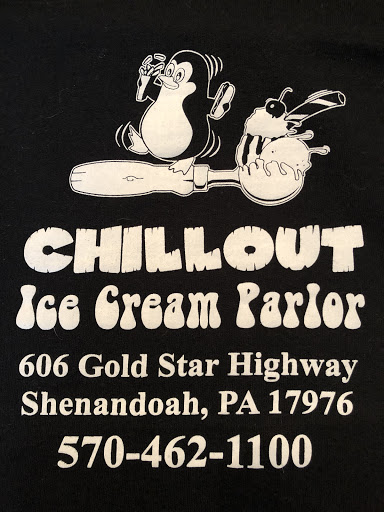 CHILLOUT
Ice Cream Parlor
606 Gold Star Highway
Shenandoah, PA 17976
570-462-1100